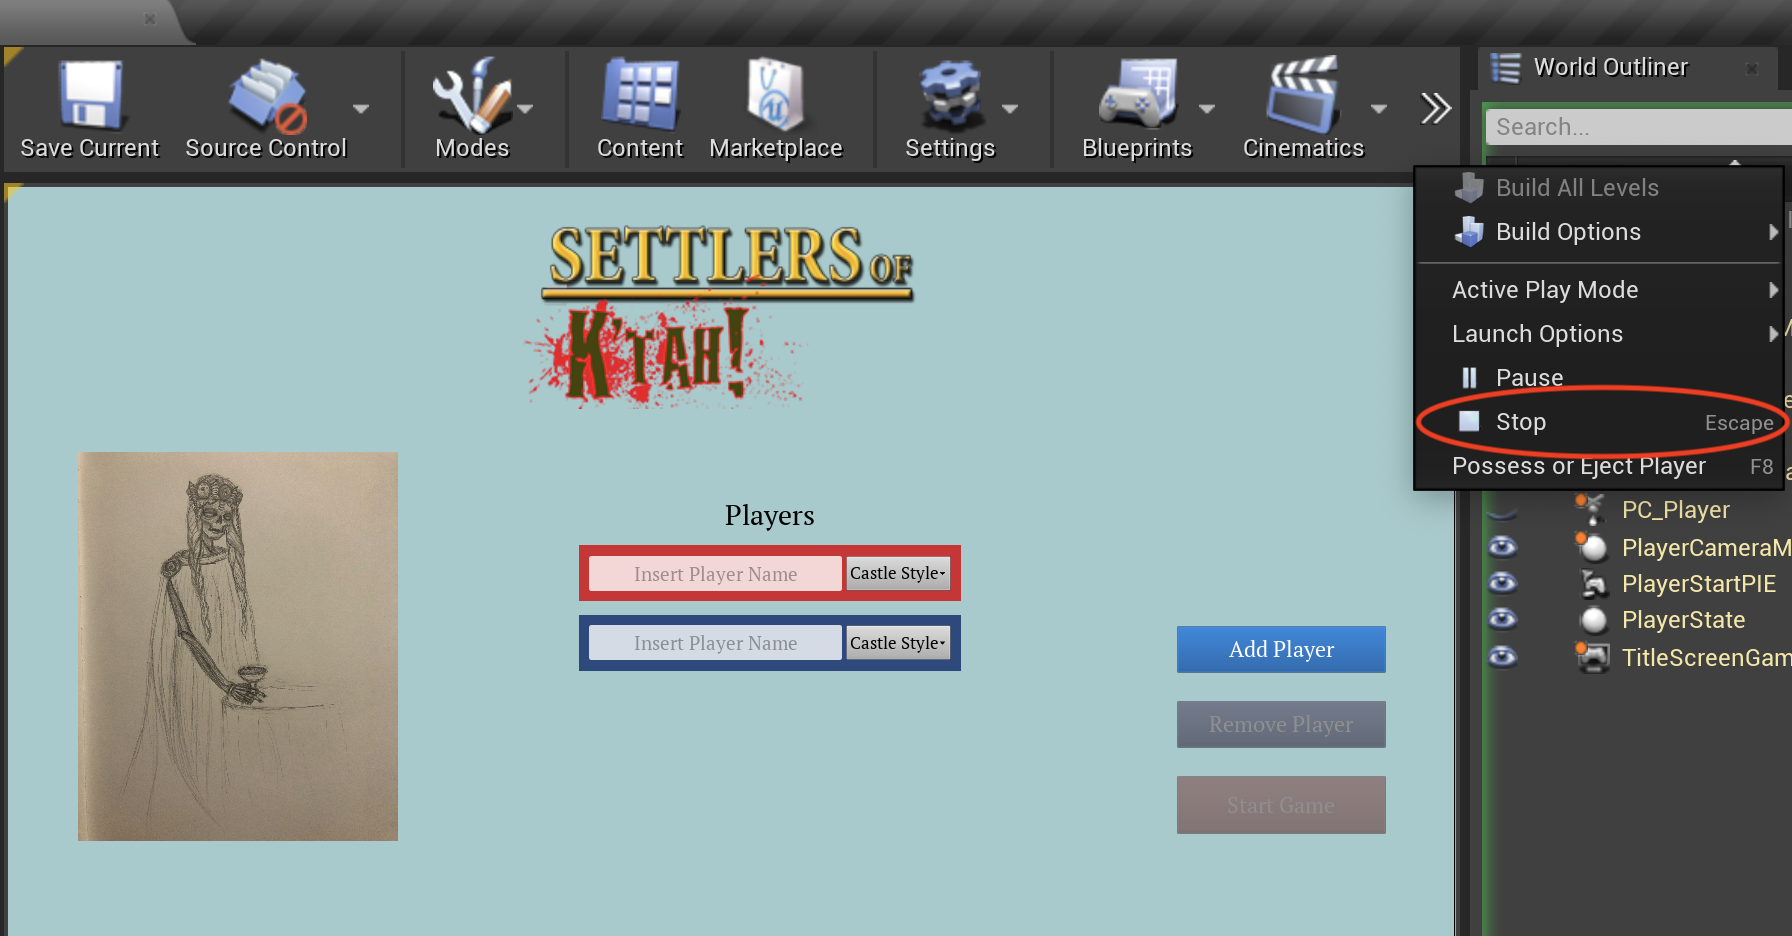 Save Current
Source Control
Modes
Content
Marketplace
Settings
Blueprints
Cinematics
World Outliner
Search...
Build All Levels
Build Options
Active Play Mode
Launch Options
Pause
Stop Escape
Possess or Eject Player F8
PC_Player
PlayerCameraM
PlayerStartPIE
PlayerState
TitleScreenGam
SETTLERS OF
K'TAH!
Players
Insert Player Name Castle Style
Insert Player Name Castle Style
Add Player
Remove Player
Start Game